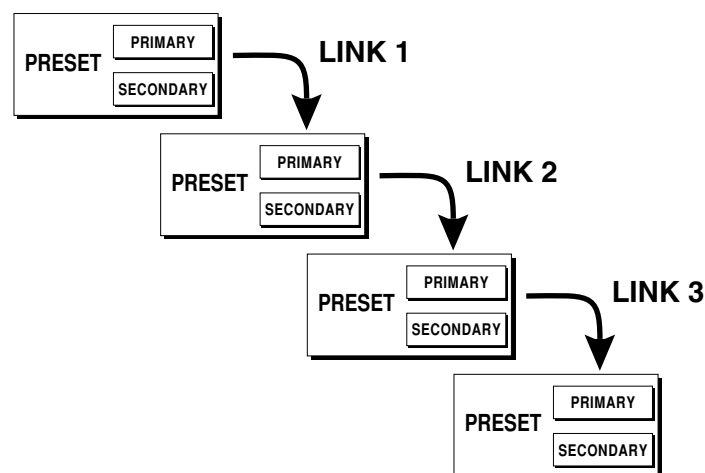 PRESET
PRIMARY
SECONDARY
LINK 1
PRESET
PRIMARY
SECONDARY
LINK 2
PRESET
PRIMARY
SECONDARY
LINK 3
PRESET
PRIMARY
SECONDARY